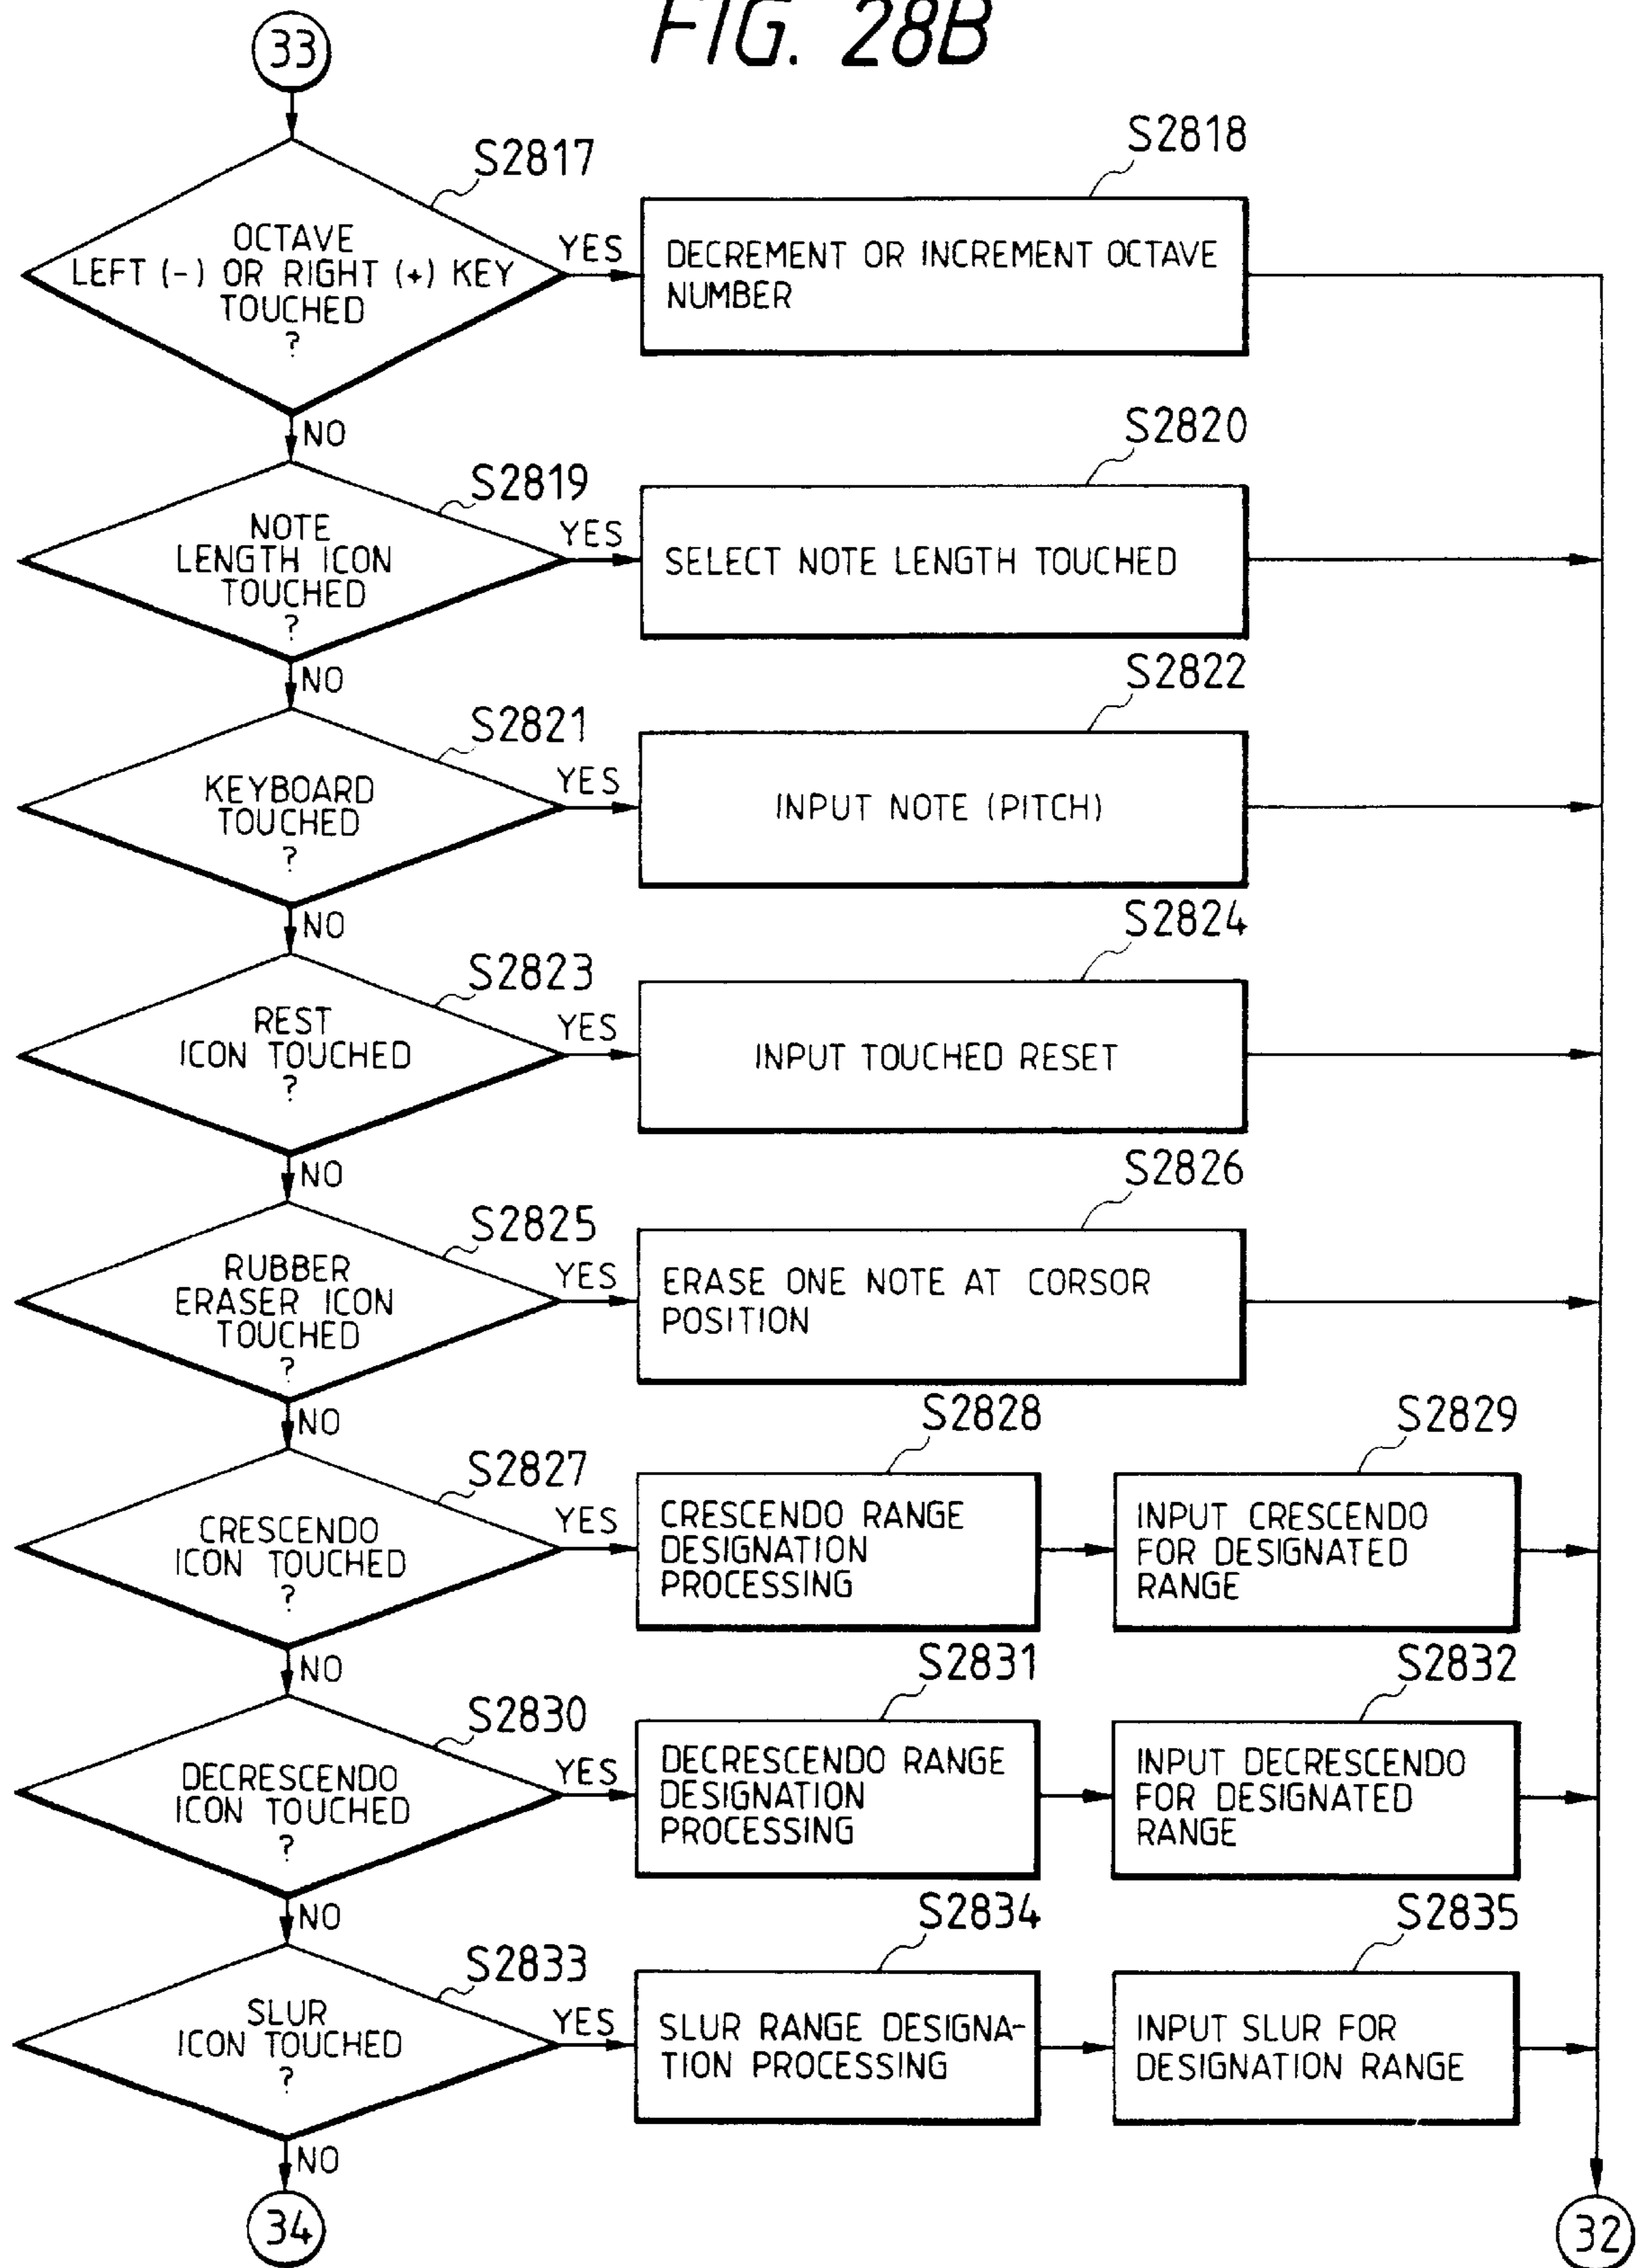 FIG. 28B
33
S2817
OCTAVE
LEFT (-) OR RIGHT (+) KEY
TOUCHED
?
YES
S2818
DECREMENT OR INCREMENT OCTAVE
NUMBER
NO
S2819
NOTE
LENGTH ICON
TOUCHED
?
YES
S2820
SELECT NOTE LENGTH TOUCHED
NO
S2821
KEYBOARD
TOUCHED
?
YES
S2822
INPUT NOTE (PITCH)
NO
S2823
REST
ICON TOUCHED
?
YES
S2824
INPUT TOUCHED RESET
NO
S2825
RUBBER
ERASER ICON
TOUCHED
?
YES
S2826
ERASE ONE NOTE AT CORSOR
POSITION
NO
S2827
CRESCENDO
ICON TOUCHED
?
YES
S2828
CRESCENDO RANGE
DESIGNATION
PROCESSING
S2829
INPUT CRESCENDO
FOR DESIGNATED
RANGE
NO
S2830
DECRESCENDO
ICON TOUCHED
?
YES
S2831
DECRESCENDO RANGE
DESIGNATION
PROCESSING
S2832
INPUT DECRESCENDO
FOR DESIGNATED
RANGE
NO
S2833
SLUR
ICON TOUCHED
?
YES
S2834
SLUR RANGE DESIGNA-
TION PROCESSING
S2835
INPUT SLUR FOR
DESIGNATION RANGE
NO
34
32